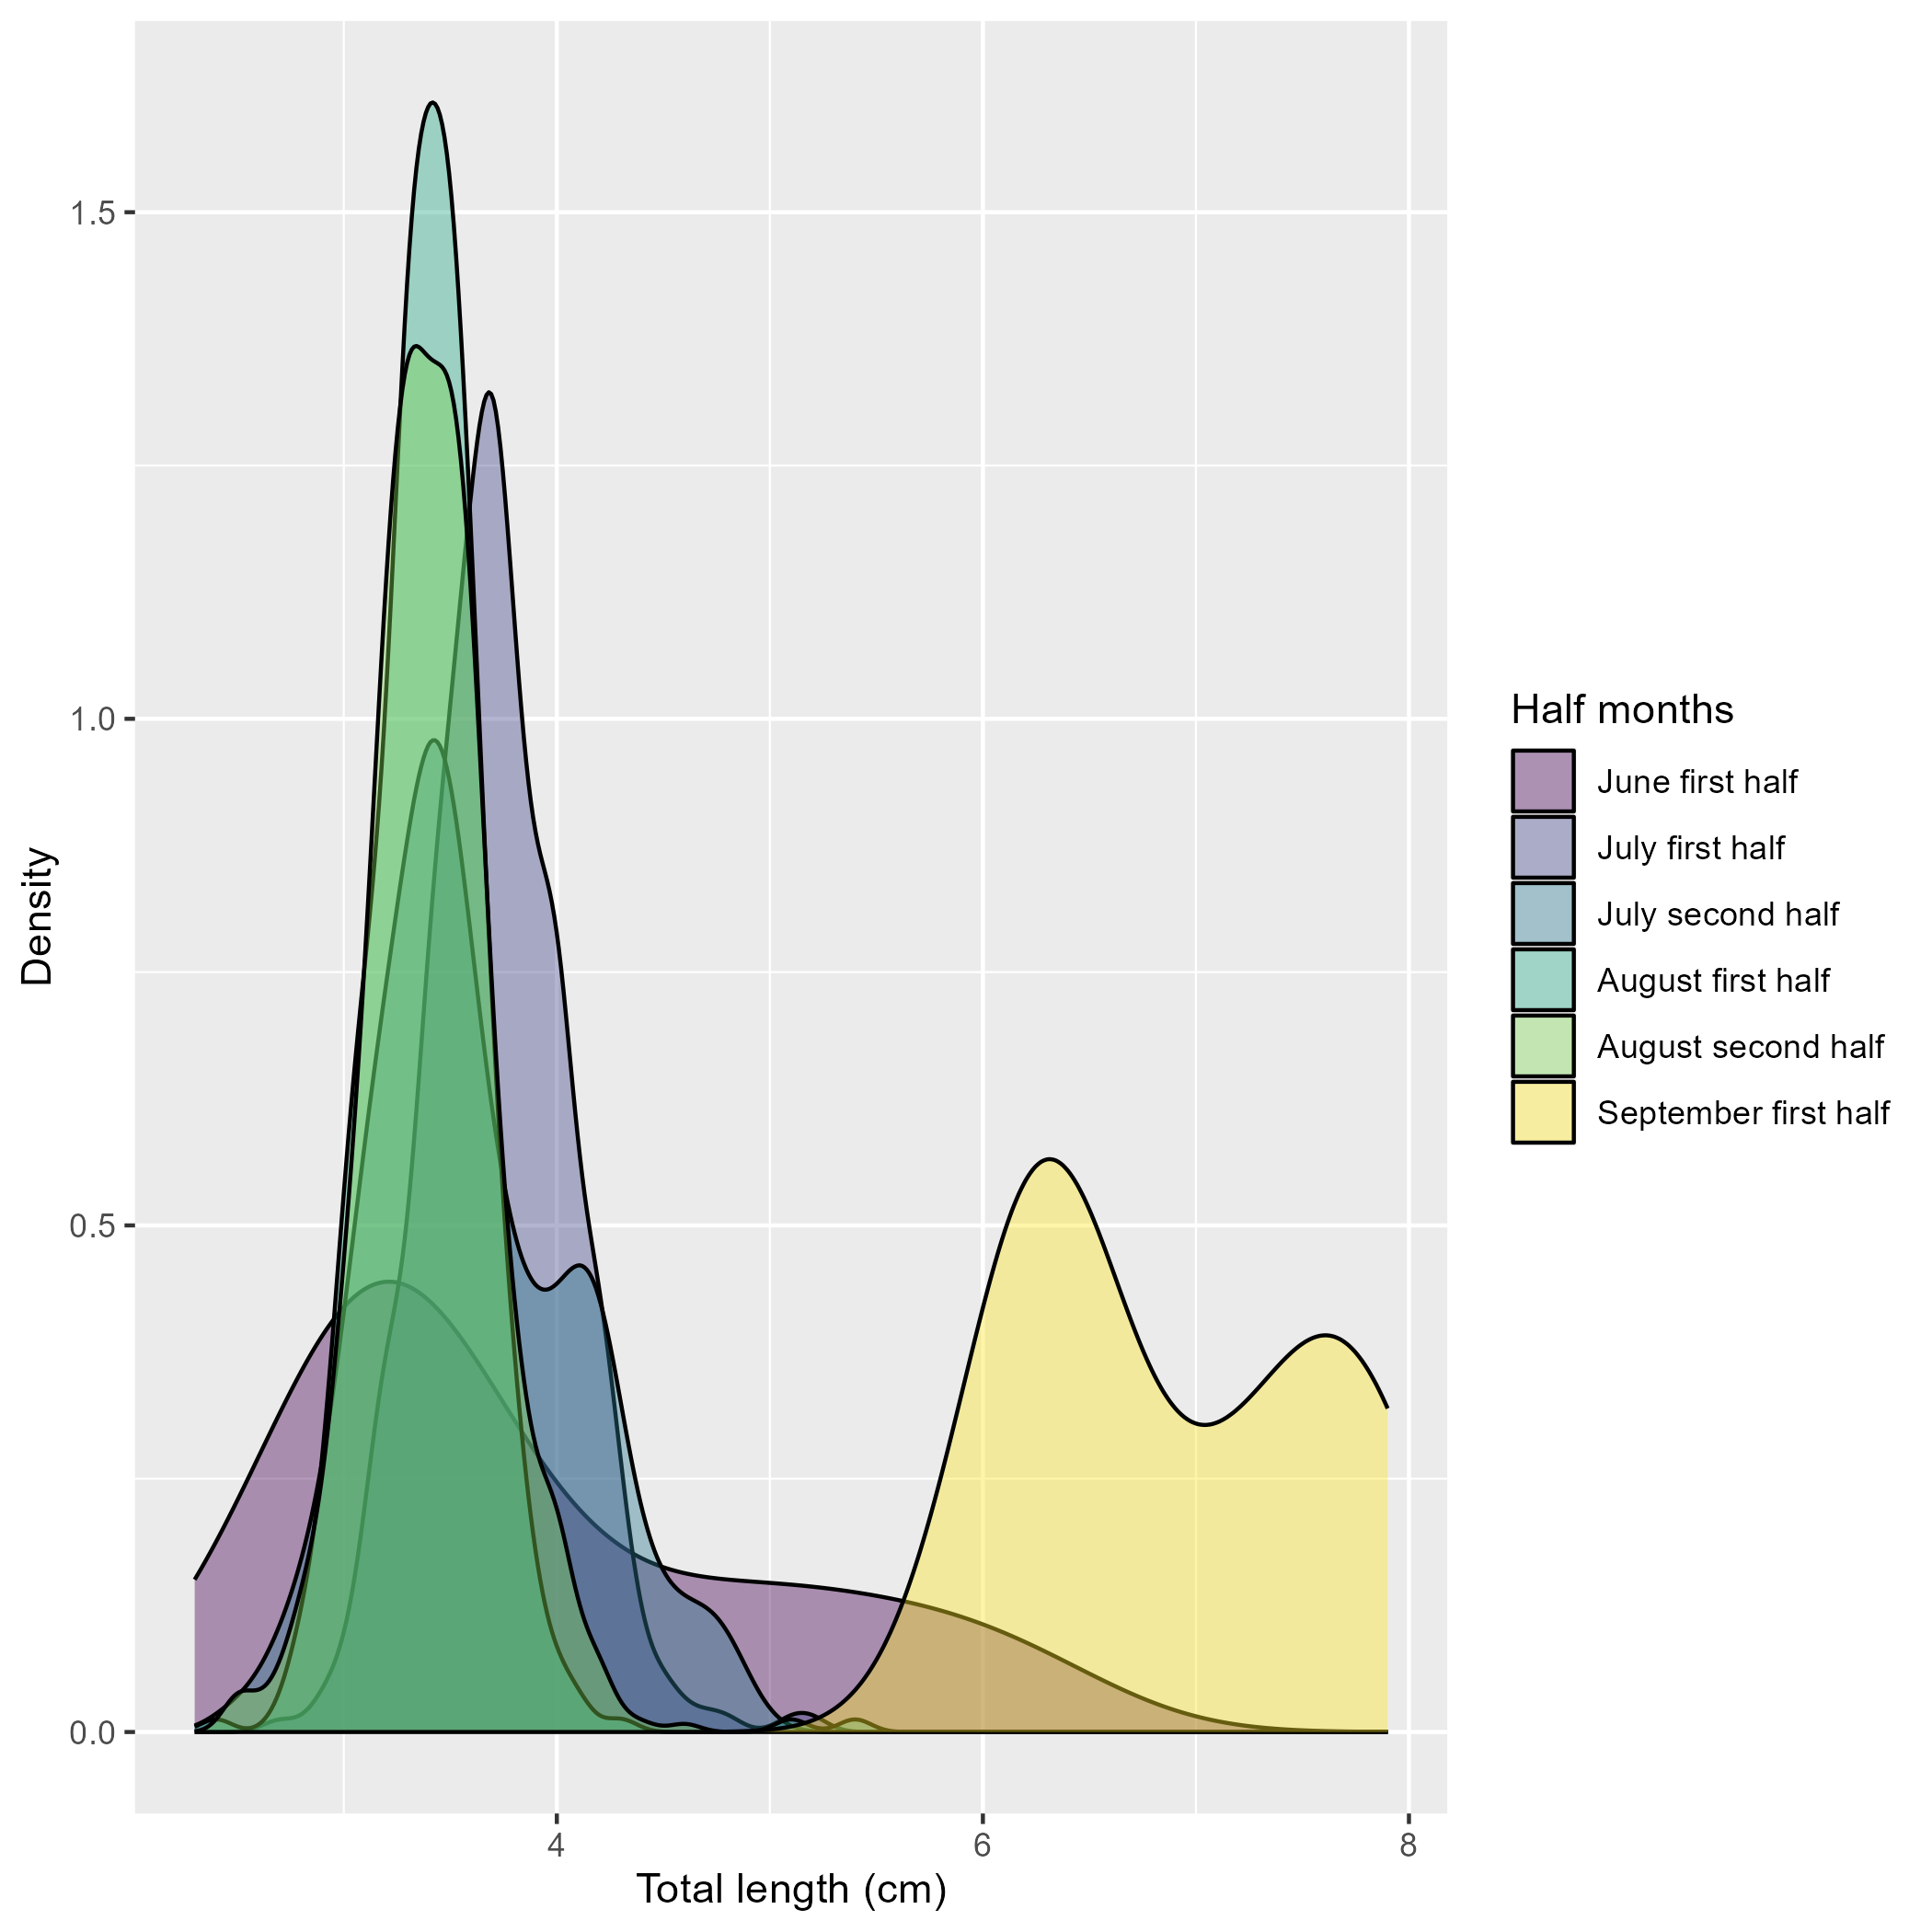 1.5
1.0
0.5
0.0
Density
4
6
8
Total length (cm)
Half months
June first half
July first half
July second half
August first half
August second half
September first half